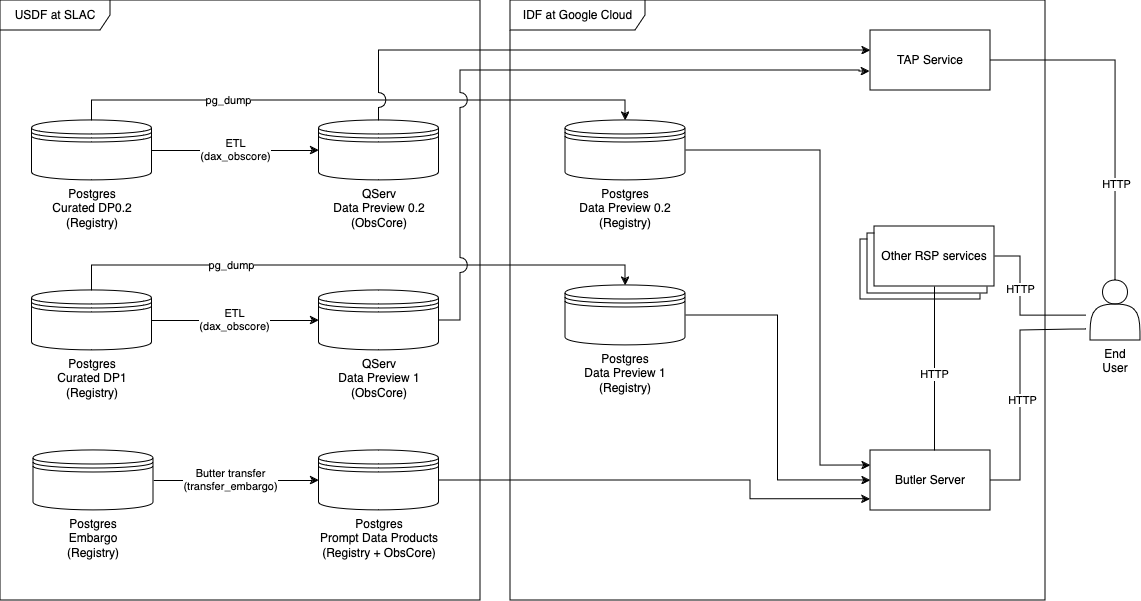 USDF at SLAC
IDF at Google Cloud
TAP Service
pg_dump
ETL
(dax_obscore)
Postgres
Curated DP0.2
(Registry)
QServ
Data Preview 0.2
(ObsCore)
Postgres
Data Preview 0.2
(Registry)
HTTP
Other RSP services
pg_dump
HTTP
ETL
(dax_obscore)
Postgres
Curated DP1
(Registry)
QServ
Data Preview 1
(ObsCore)
Postgres
Data Preview 1
(Registry)
End
User
HTTP
HTTP
Butter transfer
(transfer_embargo)
Butler Server
Postgres
Embargo
(Registry)
Postgres
Prompt Data Products
(Registry + ObsCore)